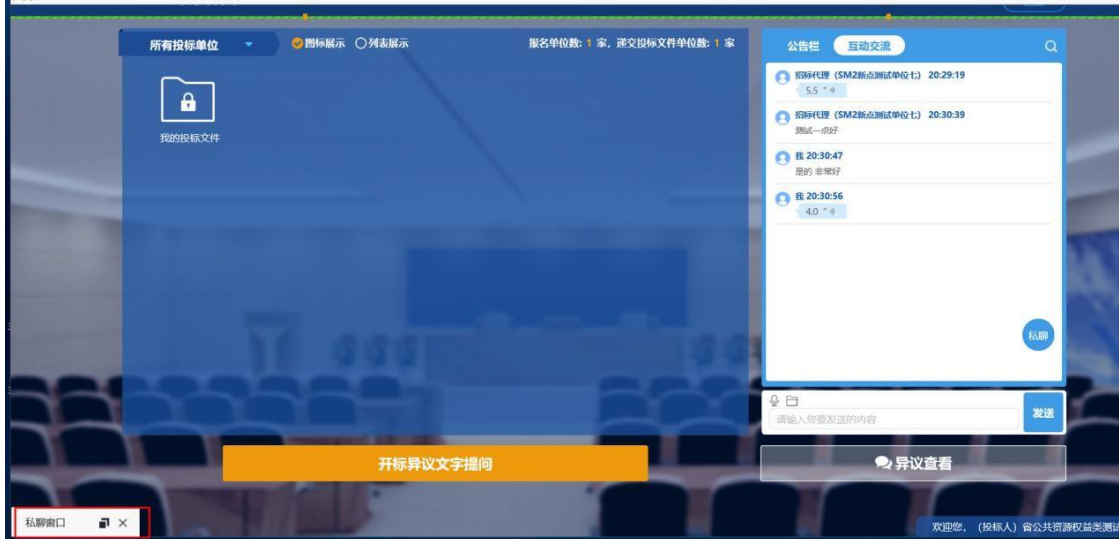 所有投标单位
图标展示 列表展示
报名单位数: 1 家, 递交投标文件单位数: 1 家
我的投标文件
公告栏 互动交流
招标代理 (SM2新点测试单位七) 20:29:19
5.5 "
招标代理 (SM2新点测试单位七) 20:30:39
测试一点好
我 20:30:47
是的 非常好
我 20:30:56
4.0 "
私聊
请输入您要发送的内容
发送
开标异议文字提问
异议查看
私聊窗口
欢迎您, (投标人) 省公共资源权益类测试